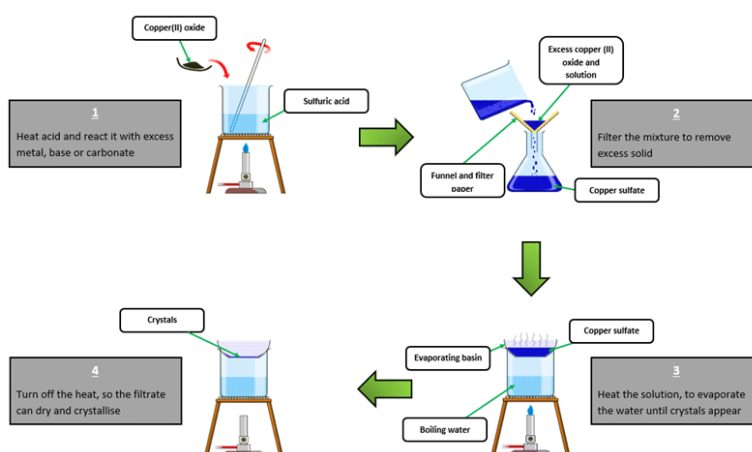 Copper(II) oxide
Sulfuric acid
1
Heat acid and react it with excess
metal, base or carbonate
Excess copper (II)
oxide and
solution
Funnel and filter
paper
Copper sulfate
2
Filter the mixture to remove
excess solid
Copper sulfate
Evaporating basin
Boiling water
3
Heat the solution, to evaporate
the water until crystals appear
Crystals
4
Turn off the heat, so the filtrate
can dry and crystallise